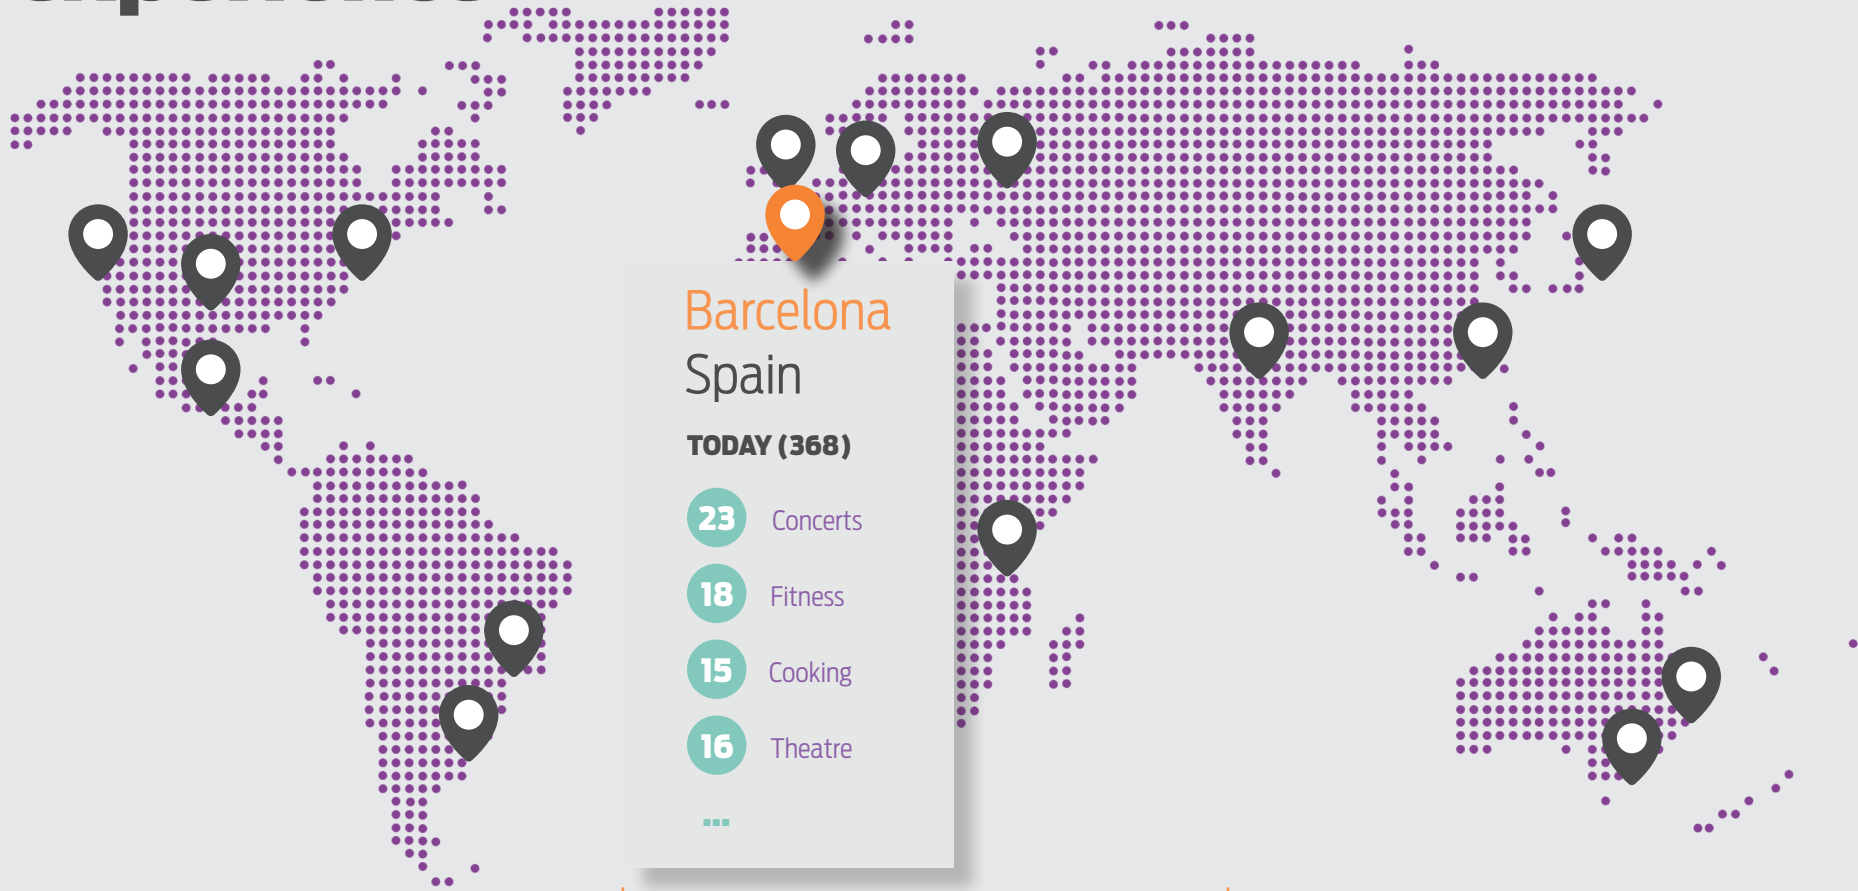 Barcelona
Spain
TODAY (368)
23 Concerts
18 Fitness
15 Cooking
16 Theatre
...